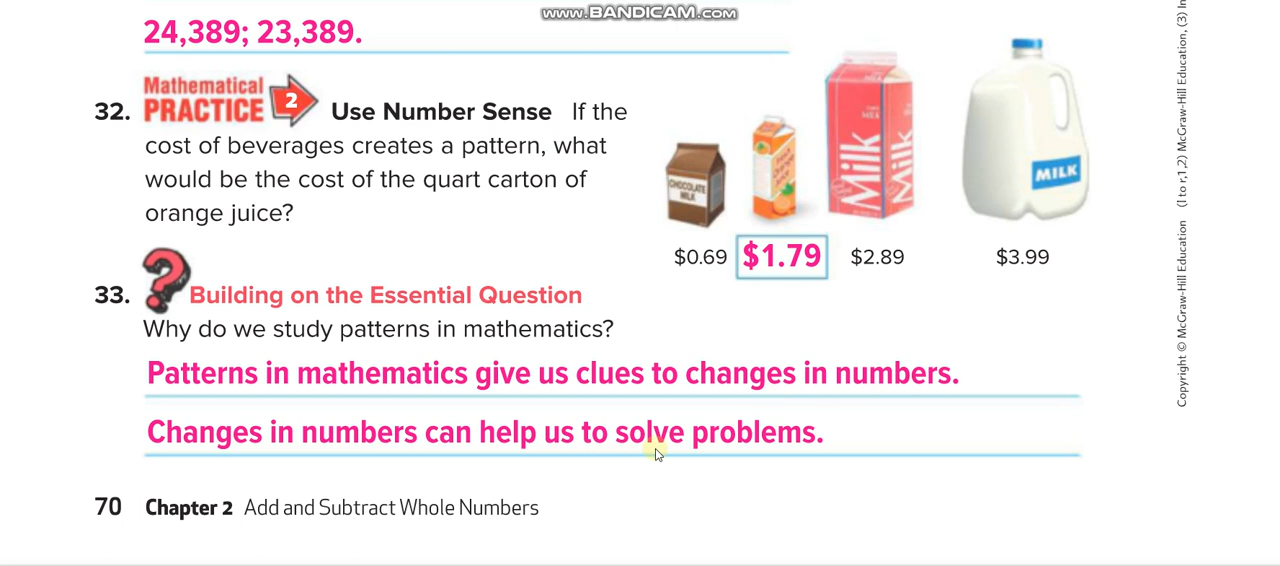 www.BANDICAM.com
24,389; 23,389.
Mathematical
PRACTICE 2
32. Use Number Sense If the
cost of beverages creates a pattern, what
would be the cost of the quart carton of
orange juice?
CHOCOLATE
MILK
Milk
Milk
MILK
$0.69 $1.79 $2.89 $3.99
33. ? Building on the Essential Question
Why do we study patterns in mathematics?
Patterns in mathematics give us clues to changes in numbers.
Changes in numbers can help us to solve problems.
70 Chapter 2 Add and Subtract Whole Numbers
Copyright © McGraw-Hill Education (l to r,1,2) McGraw-Hill Education, (3)